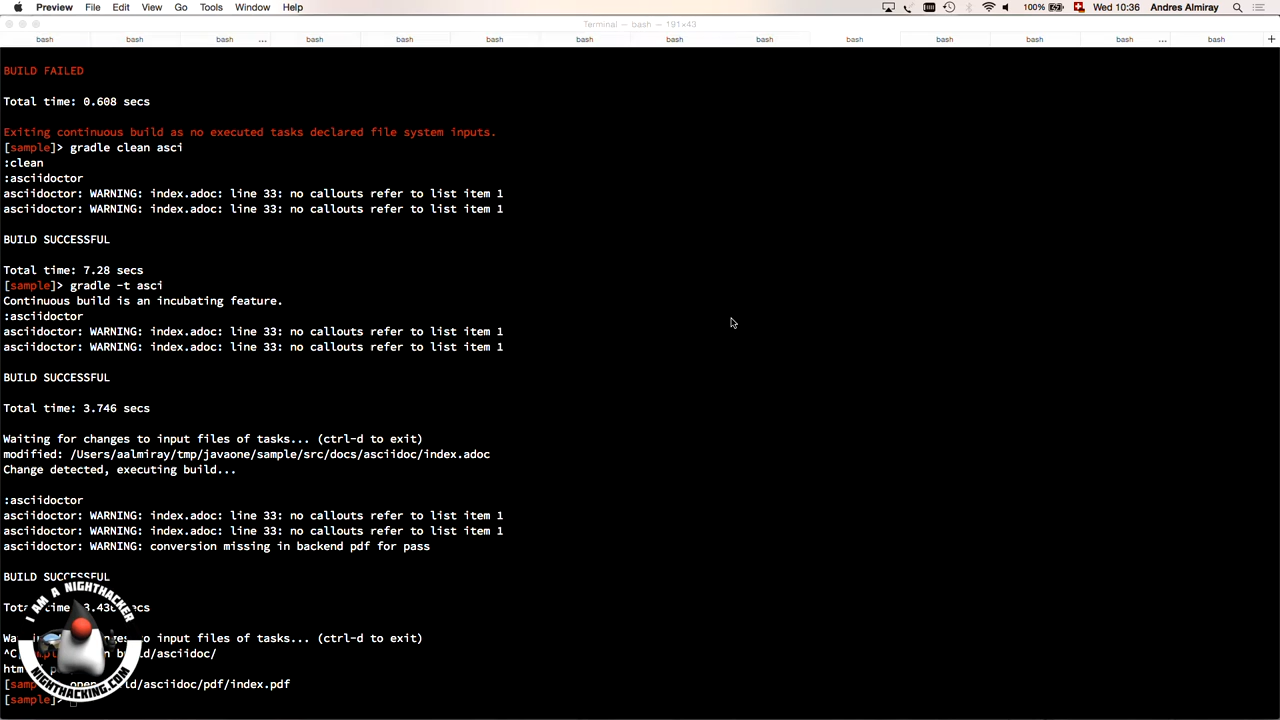 Preview File Edit View Go Tools Window Help 100% Wed 10:36 Andres Almiray
Terminal — bash — 191×43
bash bash bash ... bash bash bash bash bash bash bash bash bash bash ... bash +
BUILD FAILED
Total time: 0.608 secs
Exiting continuous build as no executed tasks declared file system inputs.
[sample]> gradle clean asci
:clean
:asciidoctor
asciidoctor: WARNING: index.adoc: line 33: no callouts refer to list item 1
asciidoctor: WARNING: index.adoc: line 33: no callouts refer to list item 1
BUILD SUCCESSFUL
Total time: 7.28 secs
[sample]> gradle -t asci
Continuous build is an incubating feature.
:asciidoctor
asciidoctor: WARNING: index.adoc: line 33: no callouts refer to list item 1
asciidoctor: WARNING: index.adoc: line 33: no callouts refer to list item 1
BUILD SUCCESSFUL
Total time: 3.746 secs
Waiting for changes to input files of tasks... (ctrl-d to exit)
modified: /Users/aalmiray/tmp/javaone/sample/src/docs/asciidoc/index.adoc
Change detected, executing build...
:asciidoctor
asciidoctor: WARNING: index.adoc: line 33: no callouts refer to list item 1
asciidoctor: WARNING: index.adoc: line 33: no callouts refer to list item 1
asciidoctor: WARNING: conversion missing in backend pdf for pass
BUILD SUCCESSFUL
secs
to input files of tasks... (ctrl-d to exit)
^C build/asciidoc/
/asciidoc/pdf/index.pdf
[sample]>
I AM A NIGHTHACKER
NIGHTHACKING.COM